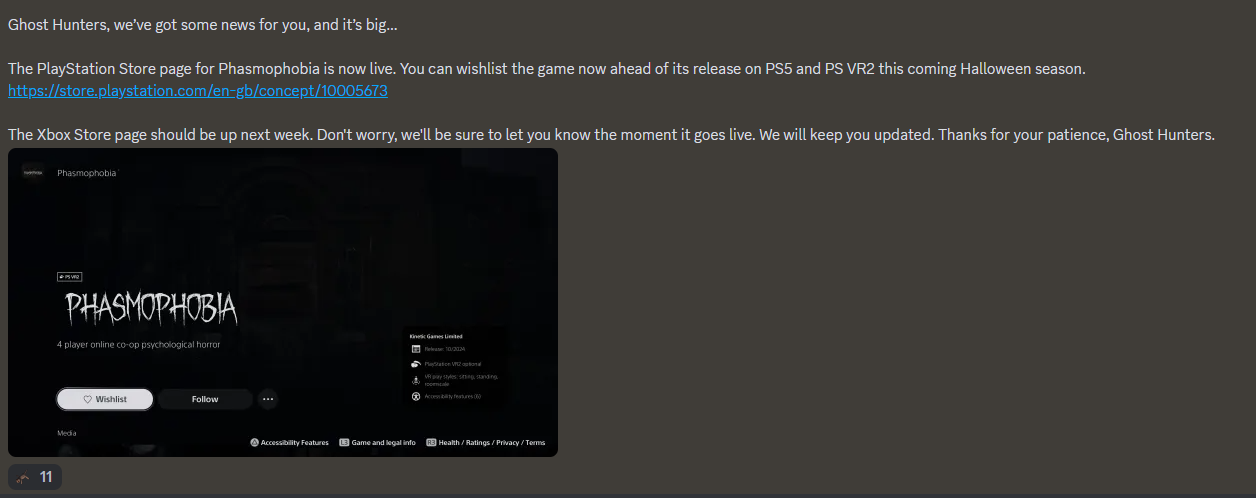 Ghost Hunters, we've got some news for you, and it's big...
The PlayStation Store page for Phasmophobia is now live. You can wishlist the game now ahead of its release on PS5 and PS VR2 this coming Halloween season.
https://store.playstation.com/en-gb/concept/10005673
The Xbox Store page should be up next week. Don't worry, we'll be sure to let you know the moment it goes live. We will keep you updated. Thanks for your patience, Ghost Hunters.
Phasmophobia
PS VR2
PHASMOPHOBIA
4 player online co-op psychological horror
Kinetic Games Limited
Release: 10/2024
PlayStation VR2 optional
VR play styles: sitting, standing,
roomscale
Accessibility features (6)
Wishlist
Follow
...
Media
Accessibility Features
L3 Game and legal info
R3 Health / Ratings / Privacy / Terms
11